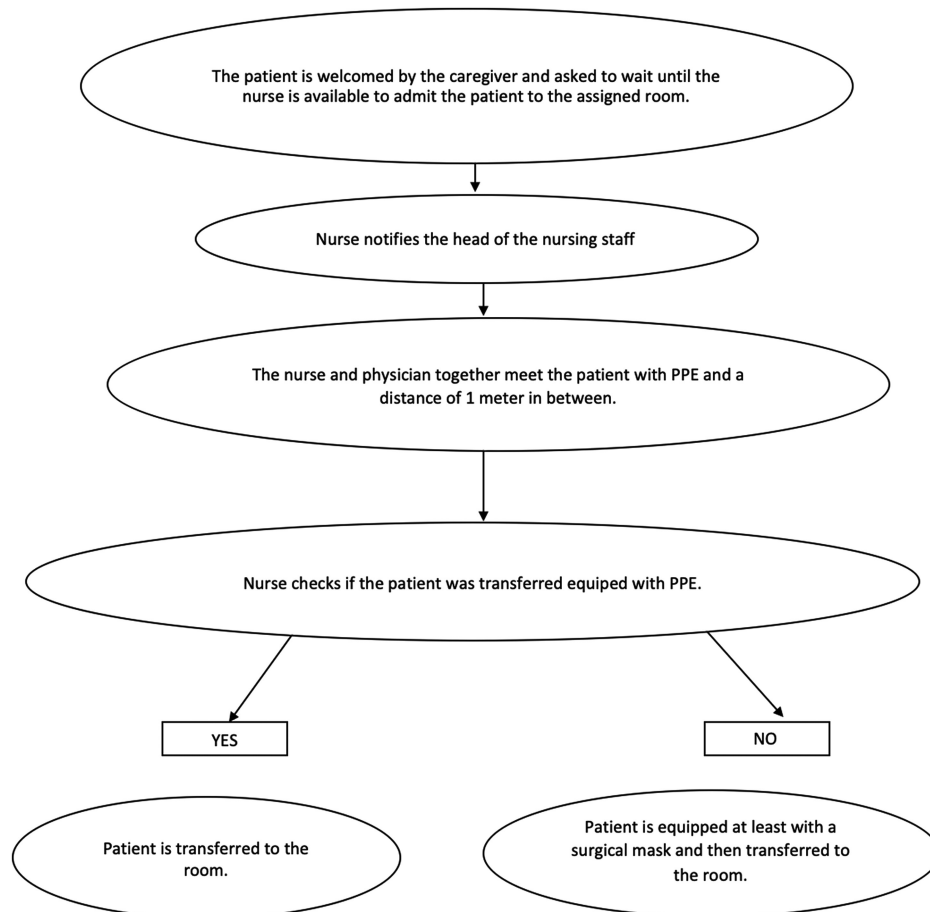 The patient is welcomed by the caregiver and asked to wait until the
nurse is available to admit the patient to the assigned room.
Nurse notifies the head of the nursing staff
The nurse and physician together meet the patient with PPE and a
distance of 1 meter in between.
Nurse checks if the patient was transferred equiped with PPE.
YES
NO
Patient is transferred to the
room.
Patient is equipped at least with a
surgical mask and then transferred to
the room.